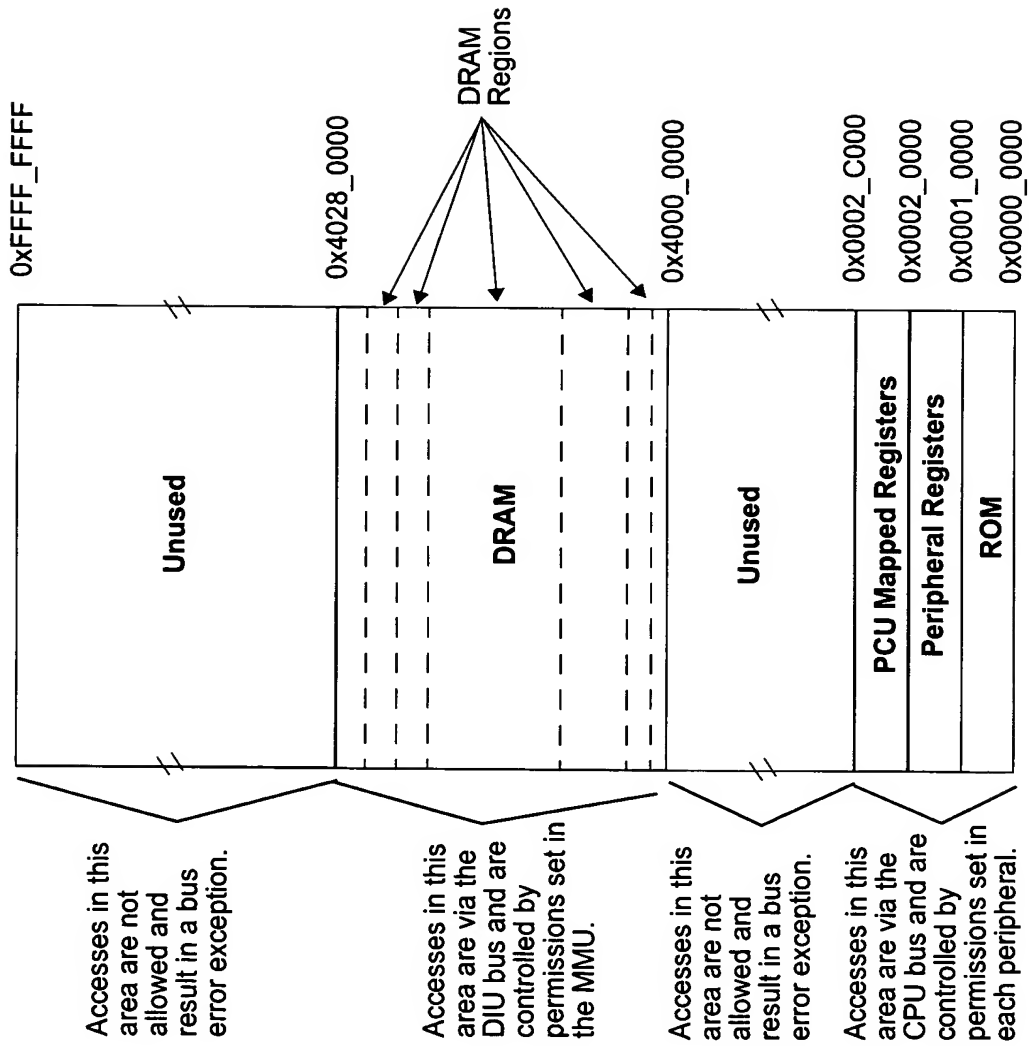 0xFFFF_FFFF
Unused
Accesses in this
area are not
allowed and
result in a bus
error exception.
0x4028_0000
DRAM
DRAM
Regions
Accesses in this
area are via the
DIU bus and are
controlled by
permissions set in
the MMU.
0x4000_0000
Unused
Accesses in this
area are not
allowed and
result in a bus
error exception.
0x0002_C000
PCU Mapped Registers
0x0002_0000
Peripheral Registers
0x0001_0000
ROM
0x0000_0000
Accesses in this
area are via the
CPU bus and are
controlled by
permissions set in
each peripheral.